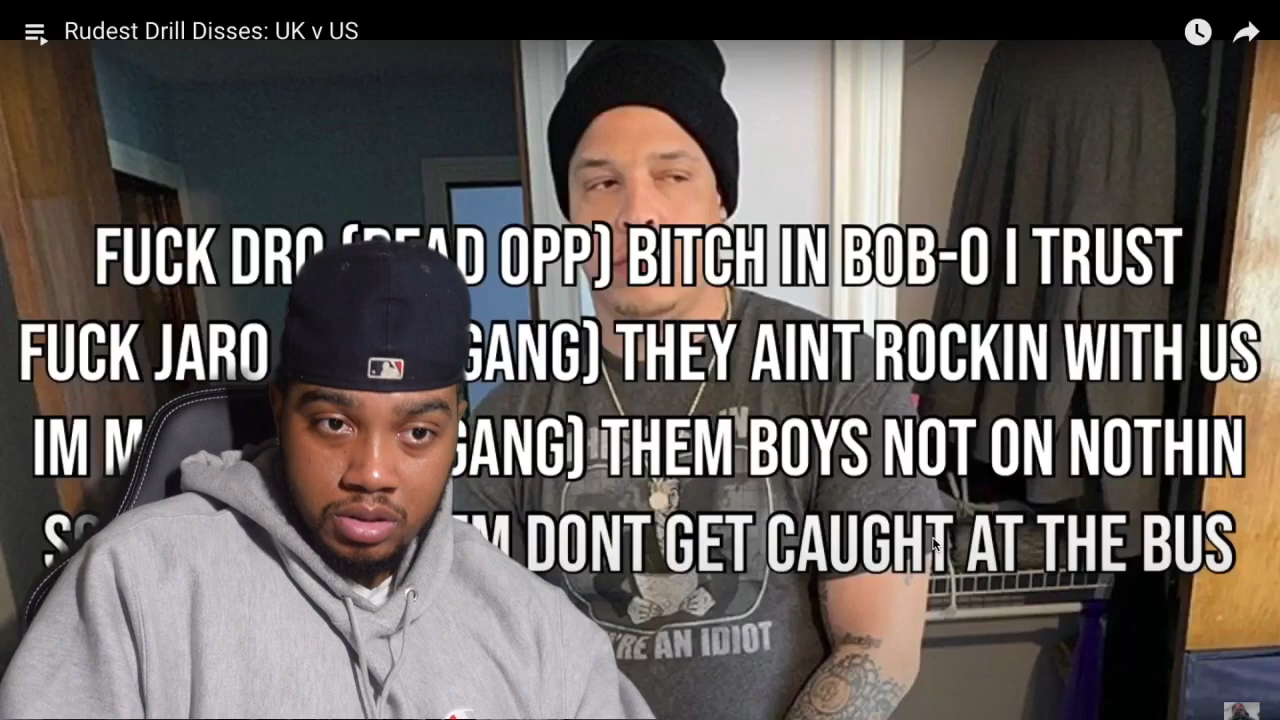 Rudest Drill Disses: UK v US
FUCK DRO (DEAD OPP) BITCH IN BOB-O I TRUST
FUCK JARO GANG) THEY AINT ROCKIN WITH US
IM GANG) THEM BOYS NOT ON NOTHIN
DONT GET CAUGHT AT THE BUS
AN IDIOT